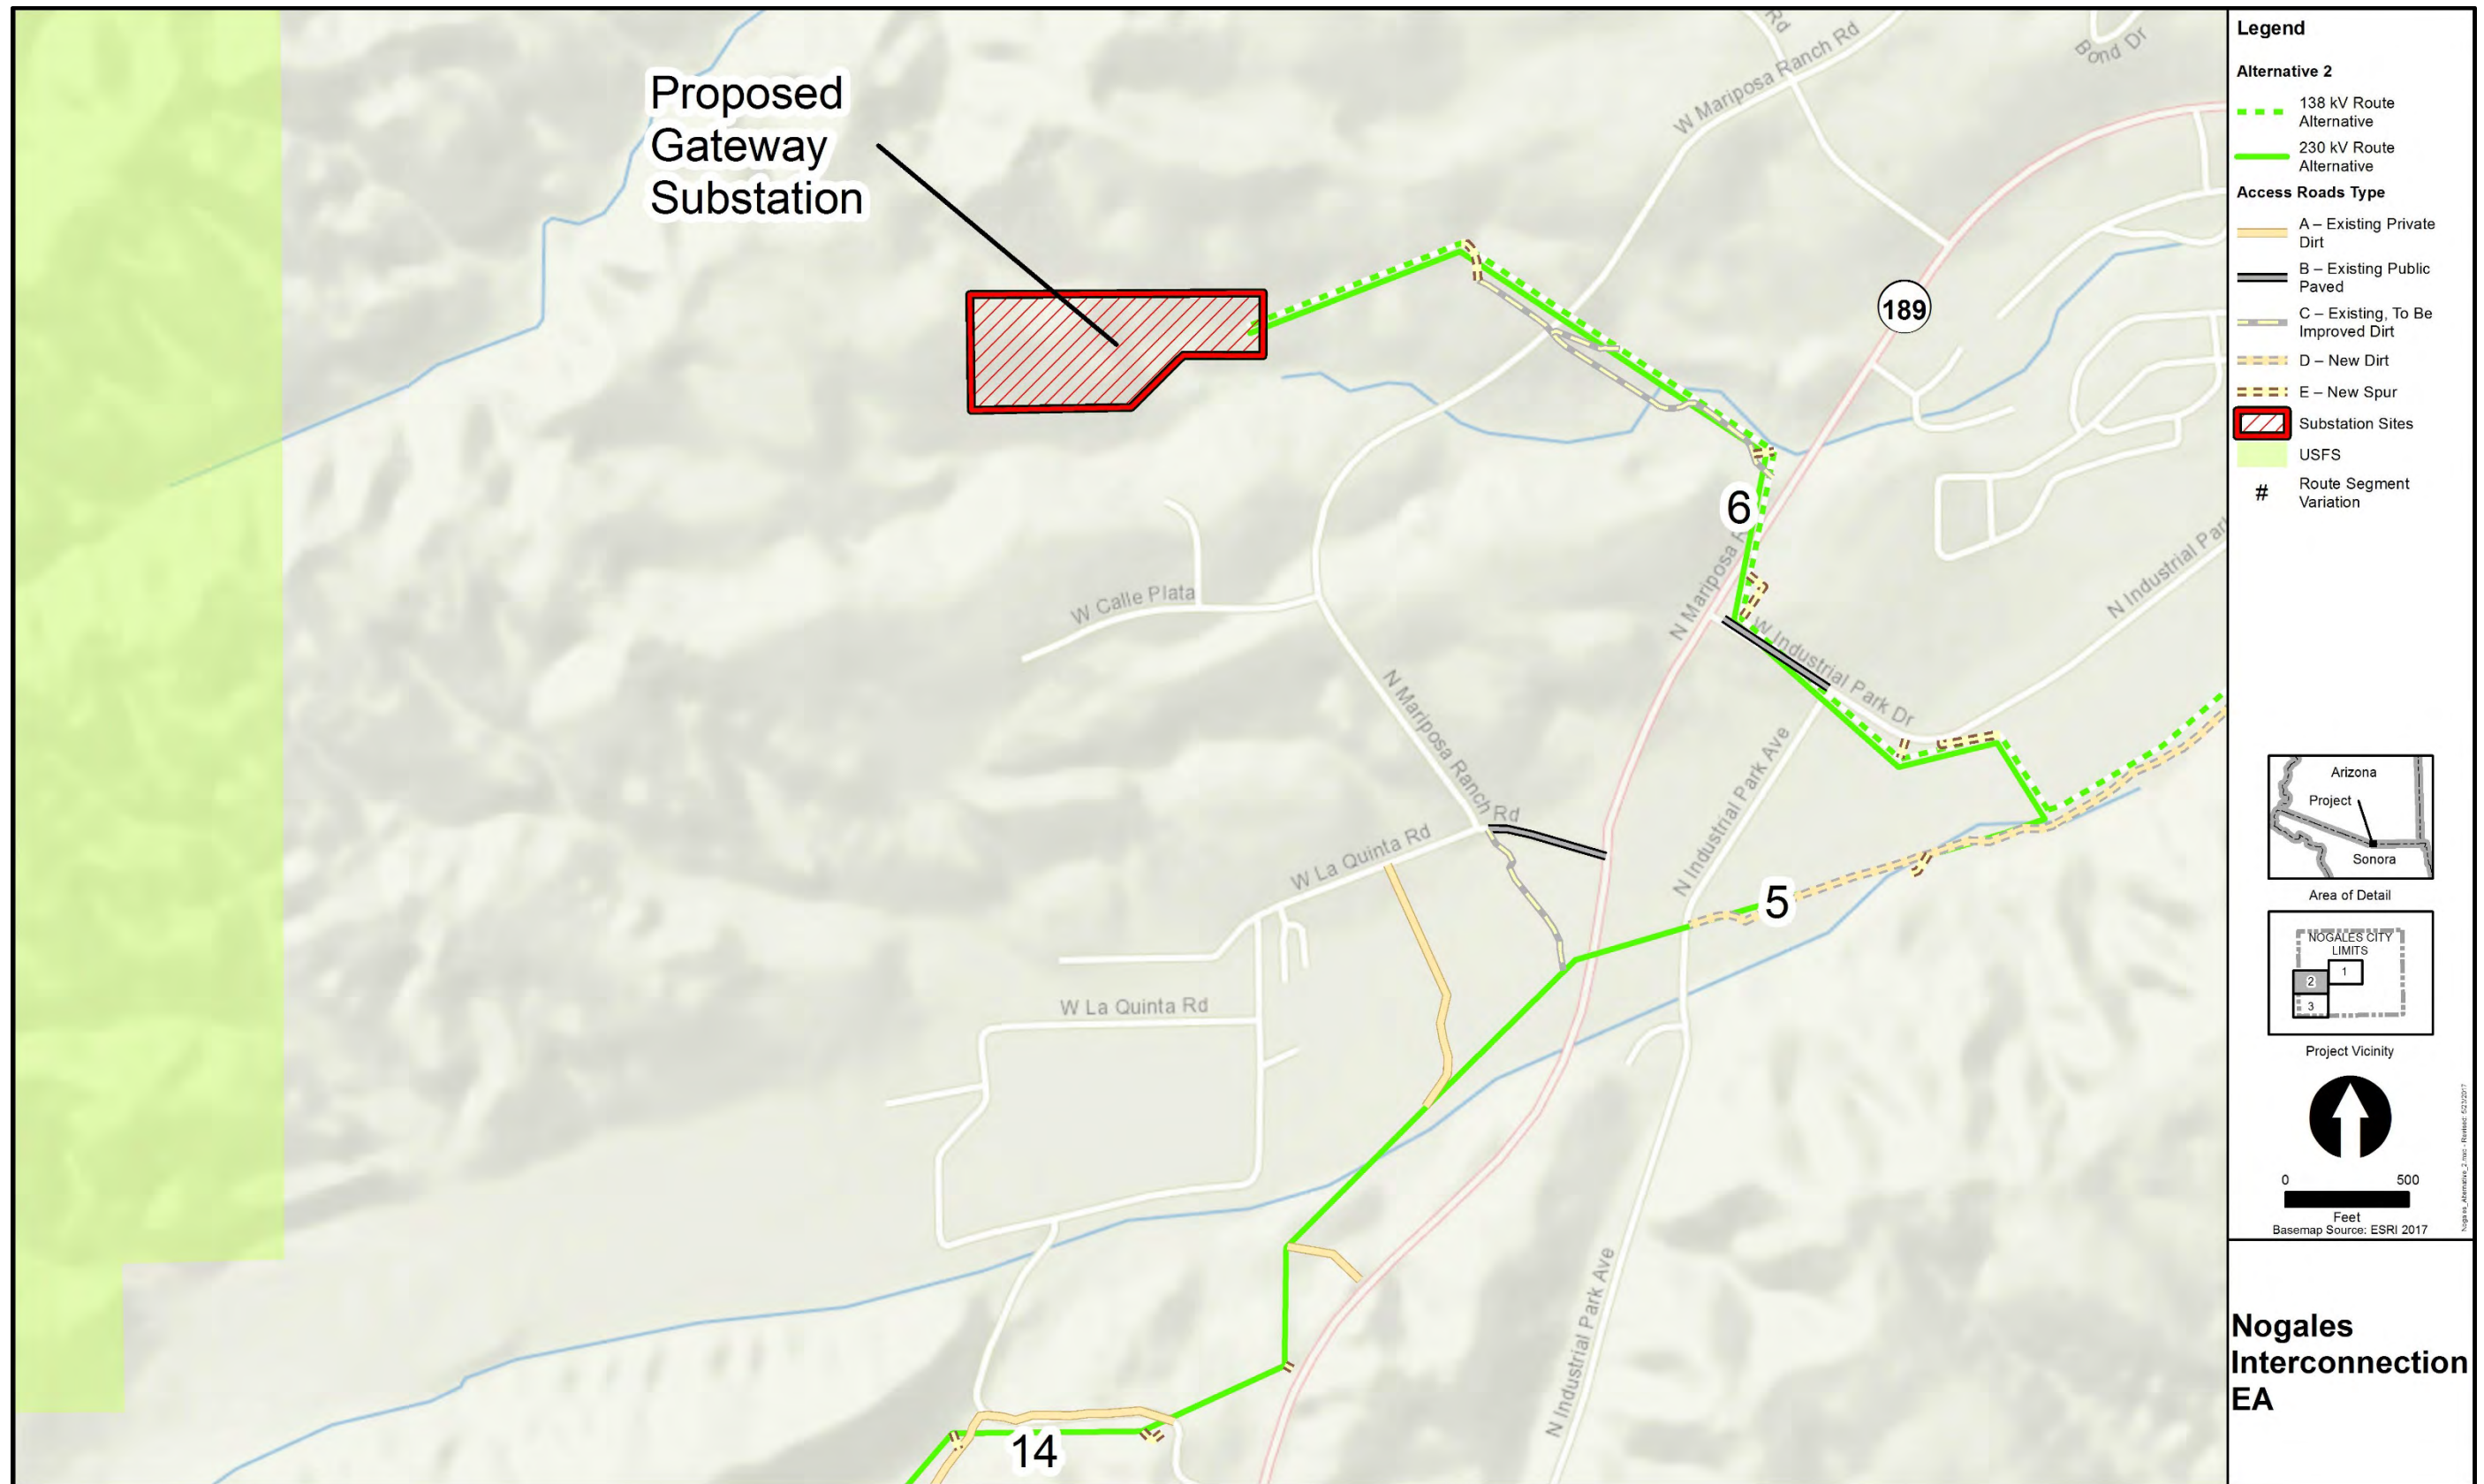 Proposed
Gateway
Substation
Rd
W Mariposa Ranch Rd
Bond Dr
189
6
N Mariposa R
W Industrial Park Dr
N Industrial Park
W Calle Plata
N Mariposa Ranch Rd
N Industrial Park Ave
W La Quinta Rd
5
W La Quinta Rd
N Industrial Park Ave
14
Legend
Alternative 2
138 kV Route
Alternative
230 kV Route
Alternative
Access Roads Type
A – Existing Private
Dirt
B – Existing Public
Paved
C – Existing, To Be
Improved Dirt
D – New Dirt
E – New Spur
Substation Sites
USFS
# Route Segment
Variation
Arizona
Project
Sonora
Area of Detail
NOGALES CITY
LIMITS
1
2
3
Project Vicinity
0 500
Feet
Basemap Source: ESRI 2017
Nogales
Interconnection
EA